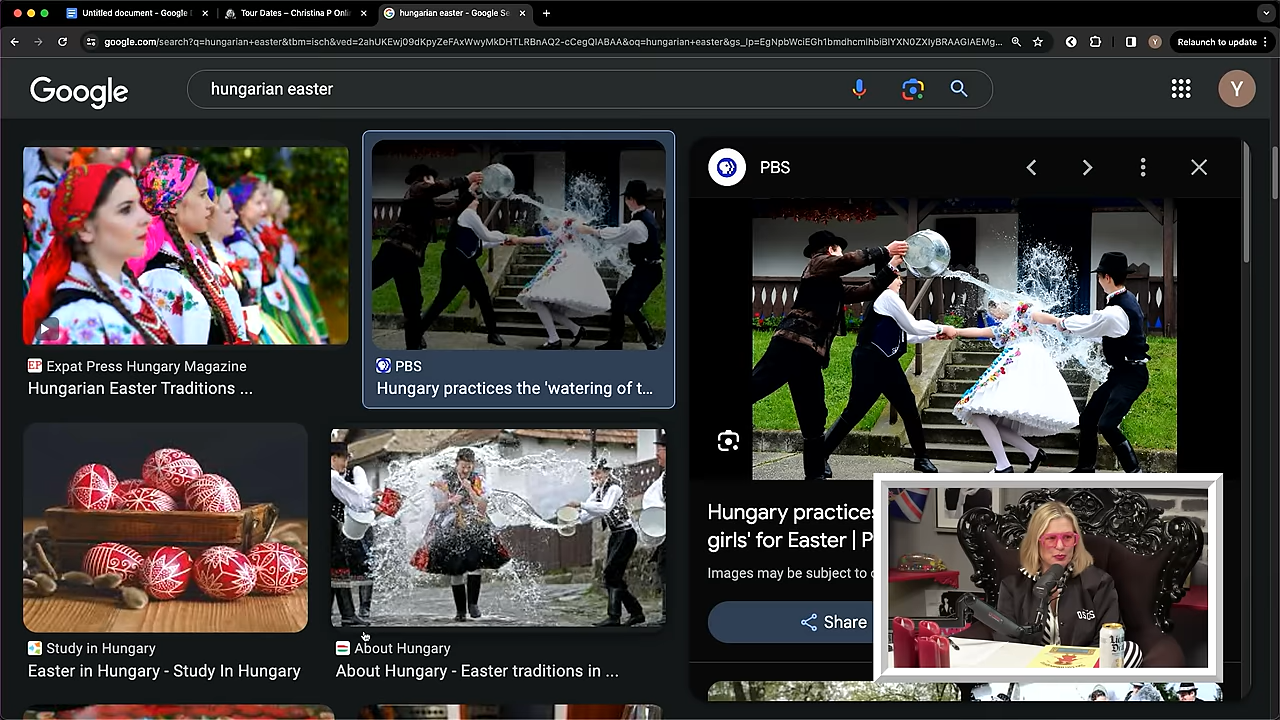 Untitled document - Google
Tour Dates – Christina P Onli
hungarian easter - Google Se
google.com/search?q=hungarian+easter&tbm=isch&ved=2ahUKEwj09dKpyZeFAxWwyMkDHTLRBnAQ2-cCegQIABAA&oq=hungarian+easter&gs_lp=EgNpbWciEGh1bmdhcmlhbiBlYXN0ZXIyBRAAGIAEMg...
Y
Relaunch to update
Google
hungarian easter
Y
PBS
EP Expat Press Hungary Magazine
Hungarian Easter Traditions ...
PBS
Hungary practices the 'watering of t...
Hungary practices
girls' for Easter | P
Images may be subject to c
Share
Study in Hungary
Easter in Hungary - Study In Hungary
About Hungary
About Hungary - Easter traditions in ...